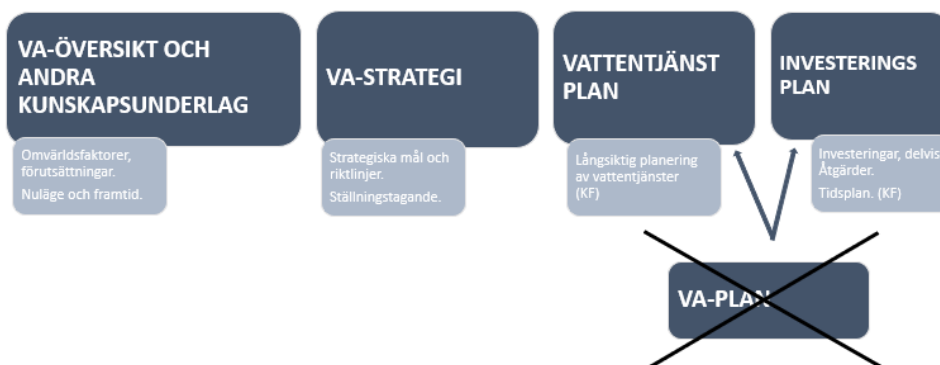 VA-ÖVERSIKT OCH
ANDRA
KUNSKAPSUNDERLAG
Omvärldsfaktorer,
förutsättningar.
Nuläge och framtid.
VA-STRATEGI
Strategiska mål och
riktlinjer.
Ställningstagande.
VATTENTJÄNST
PLAN
Långsiktig planering
av vattentjänster
(KF)
INVESTERINGS
PLAN
Investeringar, delvis
Åtgärder.
Tidsplan. (KF)
VA-PLAN